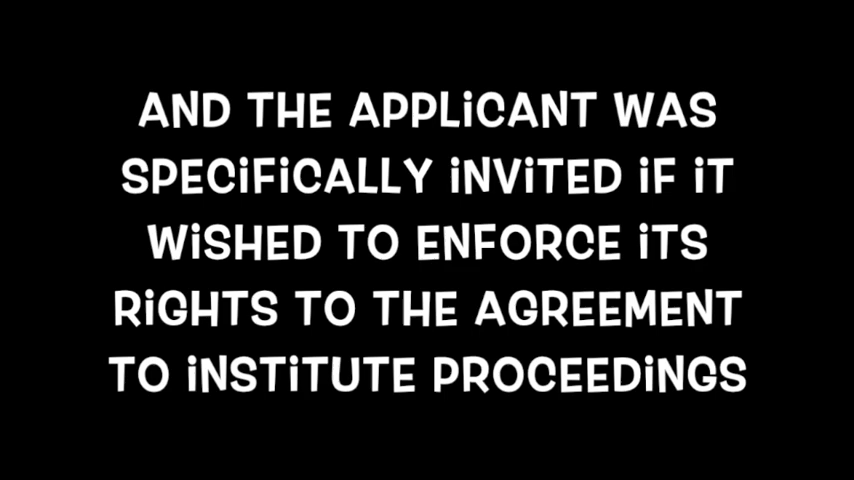 AND THE APPLiCANT WAS
SPECiFiCALLY iNViTED iF iT
WiSHED TO ENFORCE iTS
RiGHTS TO THE AGREEMENT
TO iNSTiTUTE PROCEEDiNGS